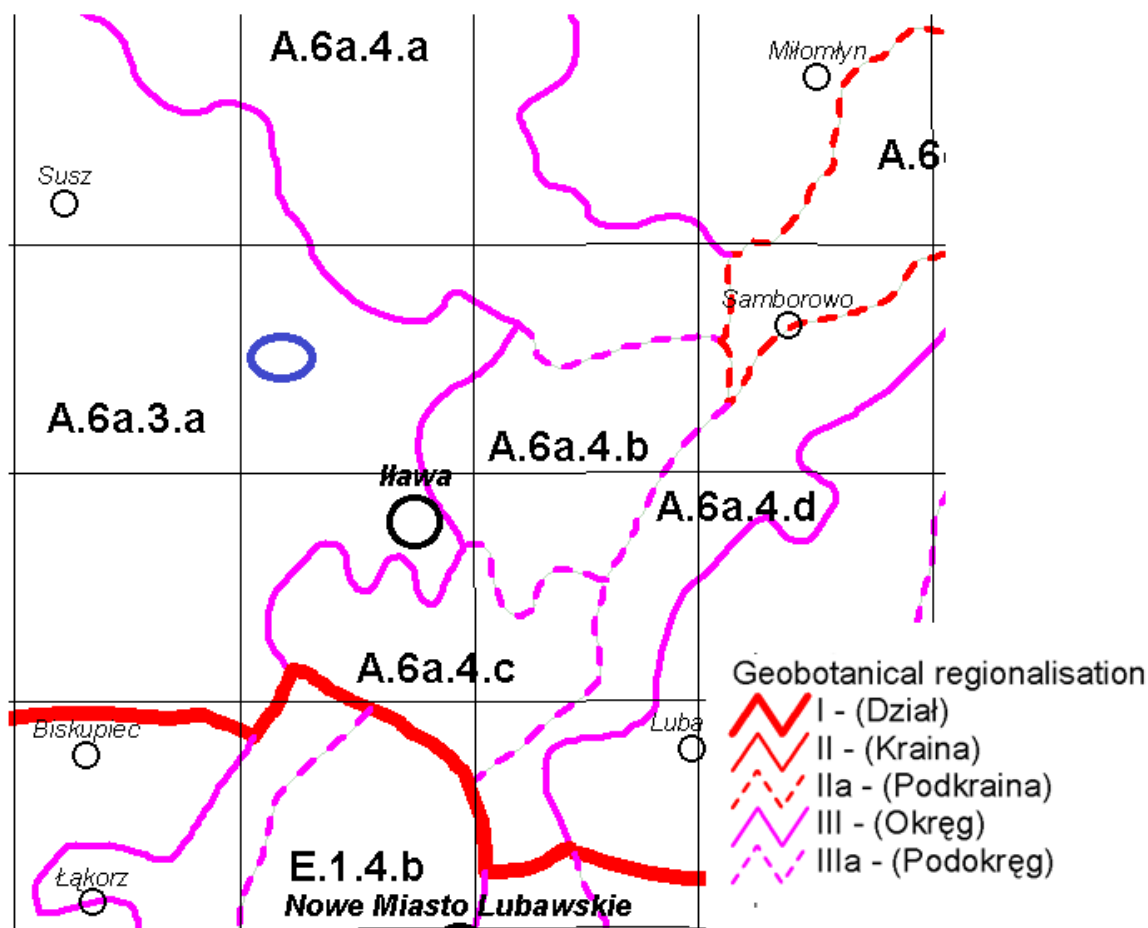 A.6a.4.a
Miłomłyn
A.6
Susz
Samborowo
A.6a.3.a
A.6a.4.b
Iława
A.6a.4.d
A.6a.4.c
Geobotanical regionalisation
I - (Dział)
II - (Kraina)
IIa - (Podkraina)
III - (Okręg)
IIIa - (Podokręg)
Biskupiec
Luba
E.1.4.b
Łąkorz
Nowe Miasto Lubawskie